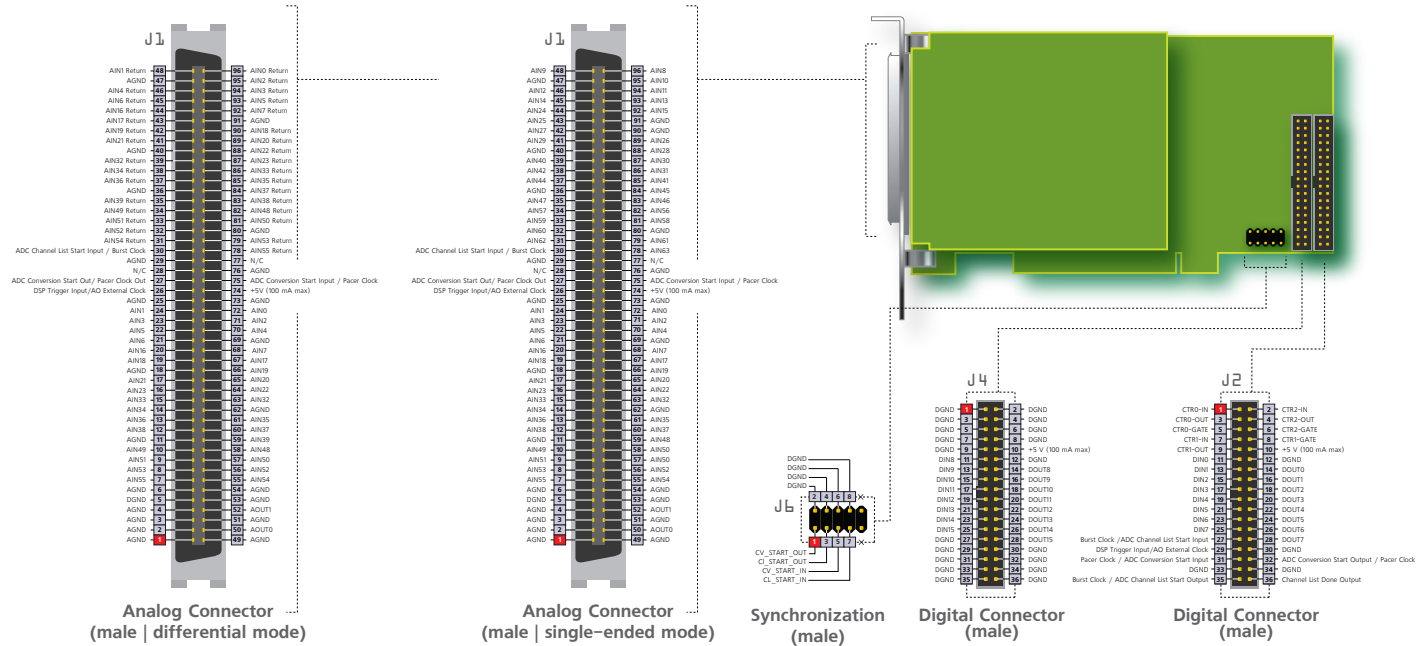 J1
AIN1 Return 48 96 AIN0 Return
AGND 47 95 AIN2 Return
AIN4 Return 46 94 AIN3 Return
AIN6 Return 45 93 AIN5 Return
AIN16 Return 44 92 AIN7 Return
AIN17 Return 43 91 AGND
AIN19 Return 42 90 AIN18 Return
AIN21 Return 41 89 AIN20 Return
AGND 40 88 AIN22 Return
AIN32 Return 39 87 AIN23 Return
AIN34 Return 38 86 AIN33 Return
AIN36 Return 37 85 AIN35 Return
AGND 36 84 AIN37 Return
AIN39 Return 35 83 AIN38 Return
AIN49 Return 34 82 AIN48 Return
AIN51 Return 33 81 AIN50 Return
AIN52 Return 32 80 AGND
AIN54 Return 31 79 AIN53 Return
ADC Channel List Start Input / Burst Clock 30 78 AIN55 Return
AGND 29 77 N/C
N/C 28 76 AGND
ADC Conversion Start Out/ Pacer Clock Out 27 75 ADC Conversion Start Input / Pacer Clock
DSP Trigger Input/AO External Clock 26 74 +5V (100 mA max)
AGND 25 73 AGND
AIN1 24 72 AIN0
AIN3 23 71 AIN2
AIN5 22 70 AIN4
AIN6 21 69 AGND
AIN16 20 68 AIN7
AIN18 19 67 AIN17
AGND 18 66 AIN19
AIN21 17 65 AIN20
AIN23 16 64 AIN22
AIN33 15 63 AIN32
AIN34 14 62 AGND
AIN36 13 61 AIN35
AIN38 12 60 AIN37
AGND 11 59 AIN39
AIN49 10 58 AIN48
AIN51 9 57 AIN50
AIN53 8 56 AIN52
AIN55 7 55 AIN54
AGND 6 54 AGND
DGND 5 53 AGND
AGND 4 52 AOUT1
AGND 3 51 AGND
AGND 2 50 AOUT0
AGND 1 49 AGND
Analog Connector
(male | differential mode)
J1
AIN9 48 96 AIN8
AGND 47 95 AIN10
AIN12 46 94 AIN11
AIN14 45 93 AIN13
AIN24 44 92 AIN15
AIN25 43 91 AGND
AIN27 42 90 AGND
AIN29 41 89 AIN26
AGND 40 88 AIN28
AIN40 39 87 AIN30
AIN42 38 86 AIN31
AIN44 37 85 AIN41
AGND 36 84 AIN45
AIN47 35 83 AIN46
AIN57 34 82 AIN56
AIN59 33 81 AIN58
AIN60 32 80 AGND
AIN62 31 79 AIN61
ADC Channel List Start Input / Burst Clock 30 78 AIN63
AGND 29 77 N/C
N/C 28 76 AGND
ADC Conversion Start Out/ Pacer Clock Out 27 75 ADC Conversion Start Input / Pacer Clock
DSP Trigger Input/AO External Clock 26 74 +5V (100 mA max)
AGND 25 73 AGND
AIN1 24 72 AIN0
AIN3 23 71 AIN2
AIN5 22 70 AIN4
AIN6 21 69 AGND
AIN16 20 68 AIN7
AIN18 19 67 AIN17
AGND 18 66 AIN19
AIN21 17 65 AIN20
AIN23 16 64 AIN22
AIN33 15 63 AIN32
AIN34 14 62 AGND
AIN36 13 61 AIN35
AIN38 12 60 AIN37
AGND 11 59 AIN48
AIN49 10 58 AIN50
AIN51 9 57 AIN50
AIN53 8 56 AIN52
AIN55 7 55 AIN54
AGND 6 54 AGND
DGND 5 53 AGND
AGND 4 52 AOUT1
AGND 3 51 AGND
AGND 2 50 AOUT0
AGND 1 49 AGND
Analog Connector
(male | single-ended mode)
J6
DGND
DGND
DGND
DGND
2 4 6 8
1 3 5 7
CV_START_OUT
CI_START_OUT
CV_START_IN
CL_START_IN
Synchronization
(male)
J4
DGND 1 2 DGND
DGND 3 4 DGND
DGND 5 6 DGND
DGND 7 8 DGND
DGND 9 10 +5 V (100 mA max)
DIN8 11 12 DGND
DIN9 13 14 DOUT8
DIN10 15 16 DOUT9
DIN11 17 18 DOUT10
DIN12 19 20 DOUT11
DIN13 21 22 DOUT12
DIN14 23 24 DOUT13
DIN15 25 26 DOUT14
DGND 27 28 DOUT15
DGND 29 30 DGND
DGND 31 32 DGND
DGND 33 34 DGND
DGND 35 36 DGND
Digital Connector
(male)
J2
CTR0-IN 1 2 CTR2-IN
CTR0-OUT 3 4 CTR2-OUT
CTR0-GATE 5 6 CTR2-GATE
CTR1-IN 7 8 CTR1-GATE
CTR1-OUT 9 10 +5 V (100 mA max)
DIN0 11 12 DGND
DIN1 13 14 DOUT0
DIN2 15 16 DOUT1
DIN3 17 18 DOUT2
DIN4 19 20 DOUT3
DIN5 21 22 DOUT4
DIN6 23 24 DOUT5
DIN7 25 26 DOUT6
Burst Clock /ADC Channel List Start Input 27 28 DOUT7
DSP Trigger Input/AO External Clock 29 30 DGND
Pacer Clock / ADC Conversion Start Input 31 32 ADC Conversion Start Output / Pacer Clock
DGND 33 34 DGND
Burst Clock / ADC Channel List Start Output 35 36 Channel List Done Output
Digital Connector
(male)